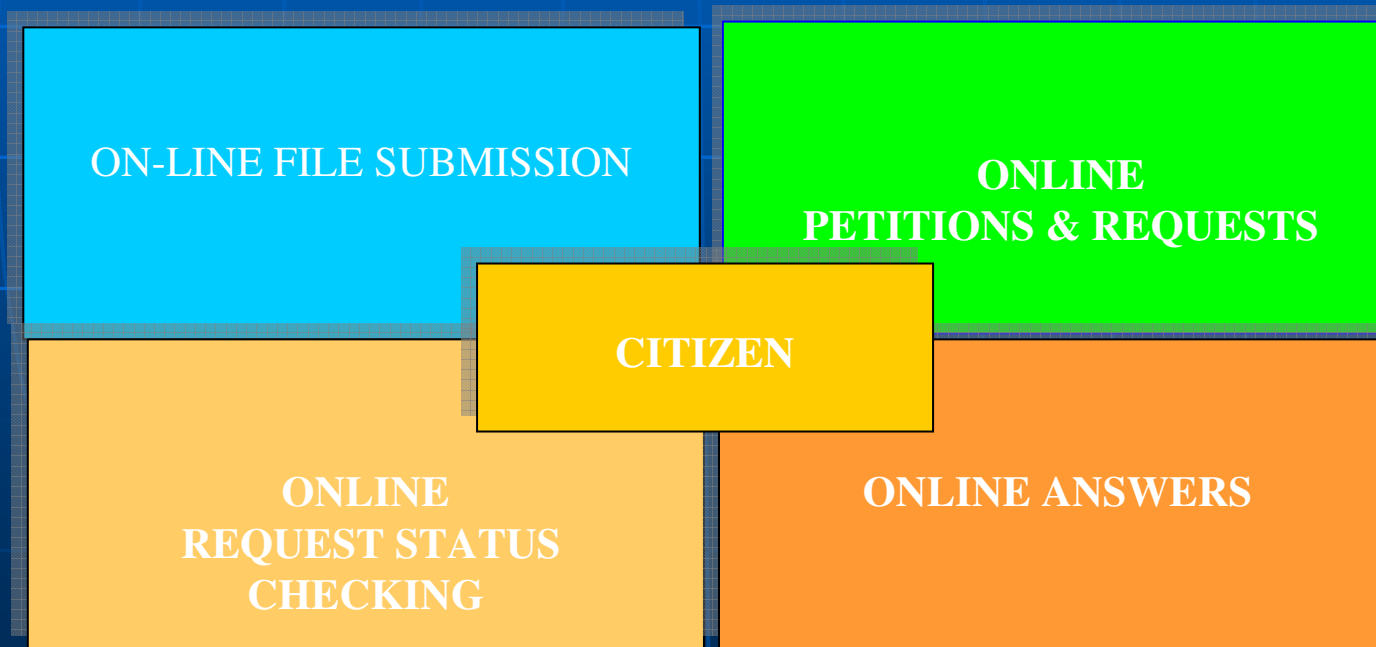 ON-LINE FILE SUBMISSION
ONLINE
PETITIONS & REQUESTS
CITIZEN
ONLINE
REQUEST STATUS
CHECKING
ONLINE ANSWERS